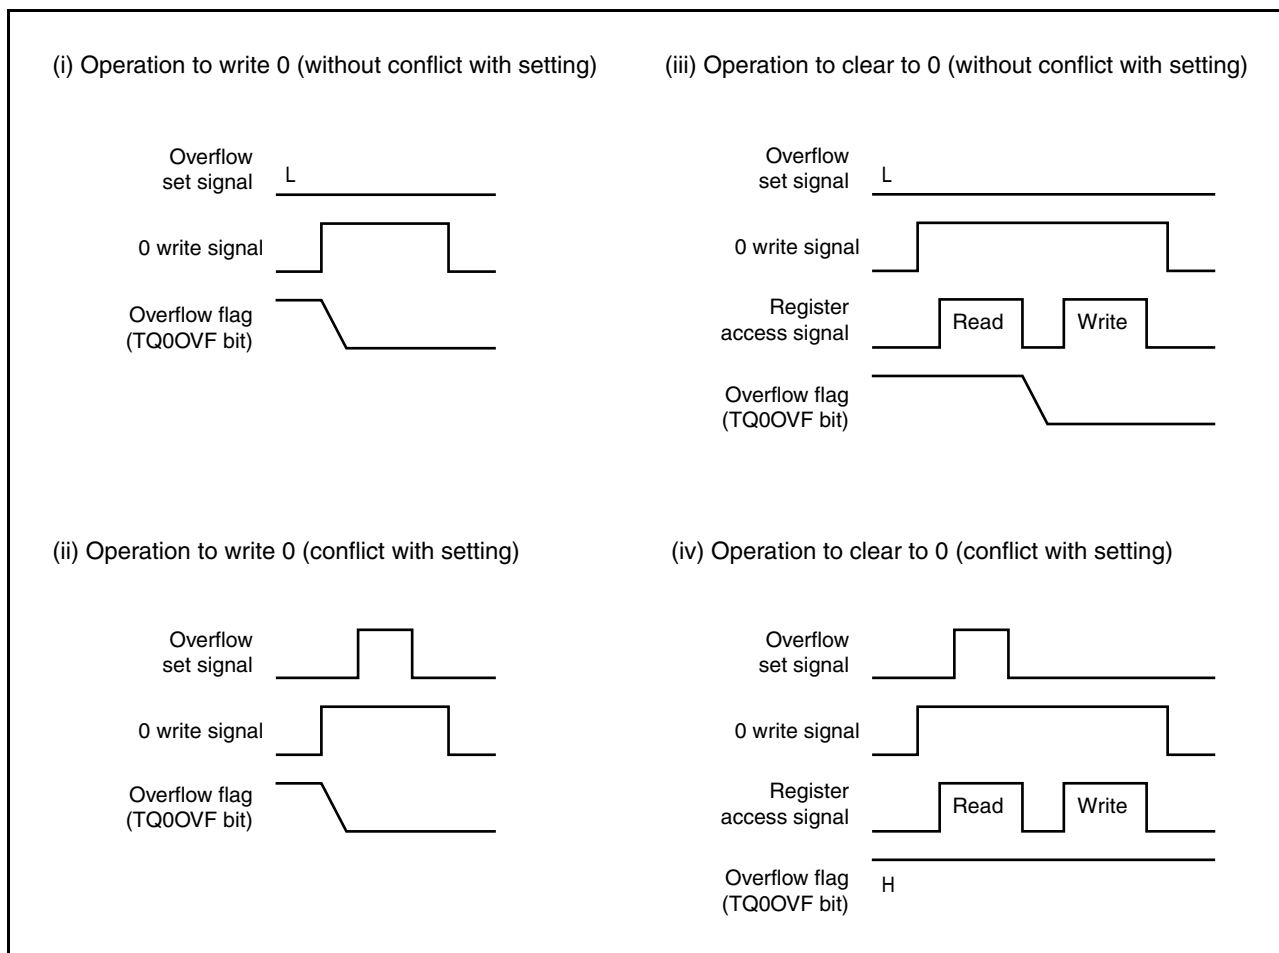 (i) Operation to write 0 (without conflict with setting)
Overflow
set signal
L
0 write signal
Overflow flag
(TQ0OVF bit)
(iii) Operation to clear to 0 (without conflict with setting)
Overflow
set signal
L
0 write signal
Register
access signal
Read
Write
Overflow flag
(TQ0OVF bit)
(ii) Operation to write 0 (conflict with setting)
Overflow
set signal
0 write signal
Overflow flag
(TQ0OVF bit)
(iv) Operation to clear to 0 (conflict with setting)
Overflow
set signal
0 write signal
Register
access signal
Read
Write
Overflow flag
(TQ0OVF bit)
H